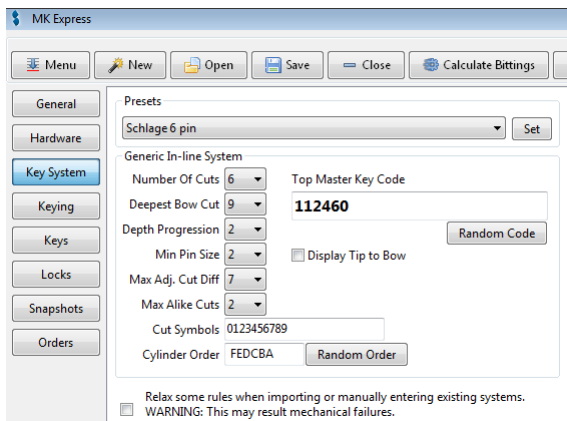 MK Express
Menu New Open Save Close Calculate Bittings
General
Hardware
Key System
Keying
Keys
Locks
Snapshots
Orders
Presets
Schlage 6 pin Set
Generic In-line System
Number Of Cuts 6 Top Master Key Code
Deepest Bow Cut 9 112460
Depth Progression 2 Random Code
Min Pin Size 2 Display Tip to Bow
Max Adj. Cut Diff 7
Max Alike Cuts 2
Cut Symbols 0123456789
Cylinder Order FEDCBA Random Order
Relax some rules when importing or manually entering existing systems.
WARNING: This may result mechanical failures.